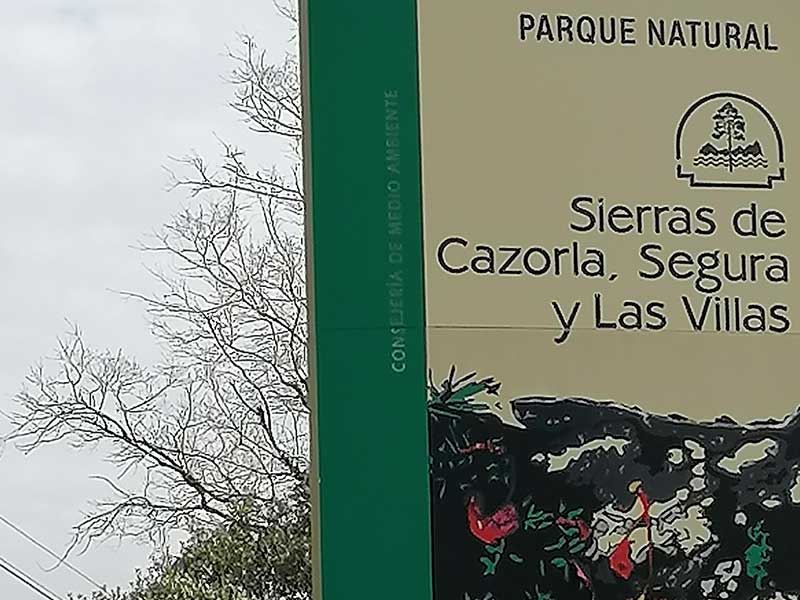 PARQUE NATURAL
Sierras de
Cazorla, Segura
y Las Villas
CONSEJERÍA DE MEDIO AMBIENTE